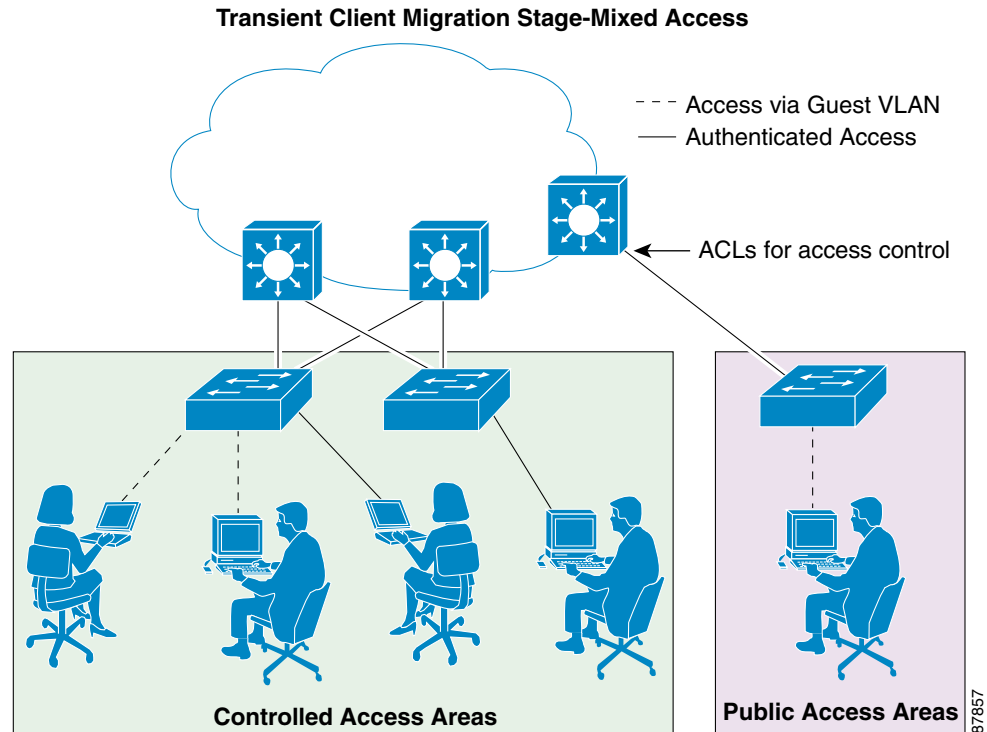 Transient Client Migration Stage-Mixed Access
Access via Guest VLAN
Authenticated Access
ACLs for access control
Controlled Access Areas
Public Access Areas
87857